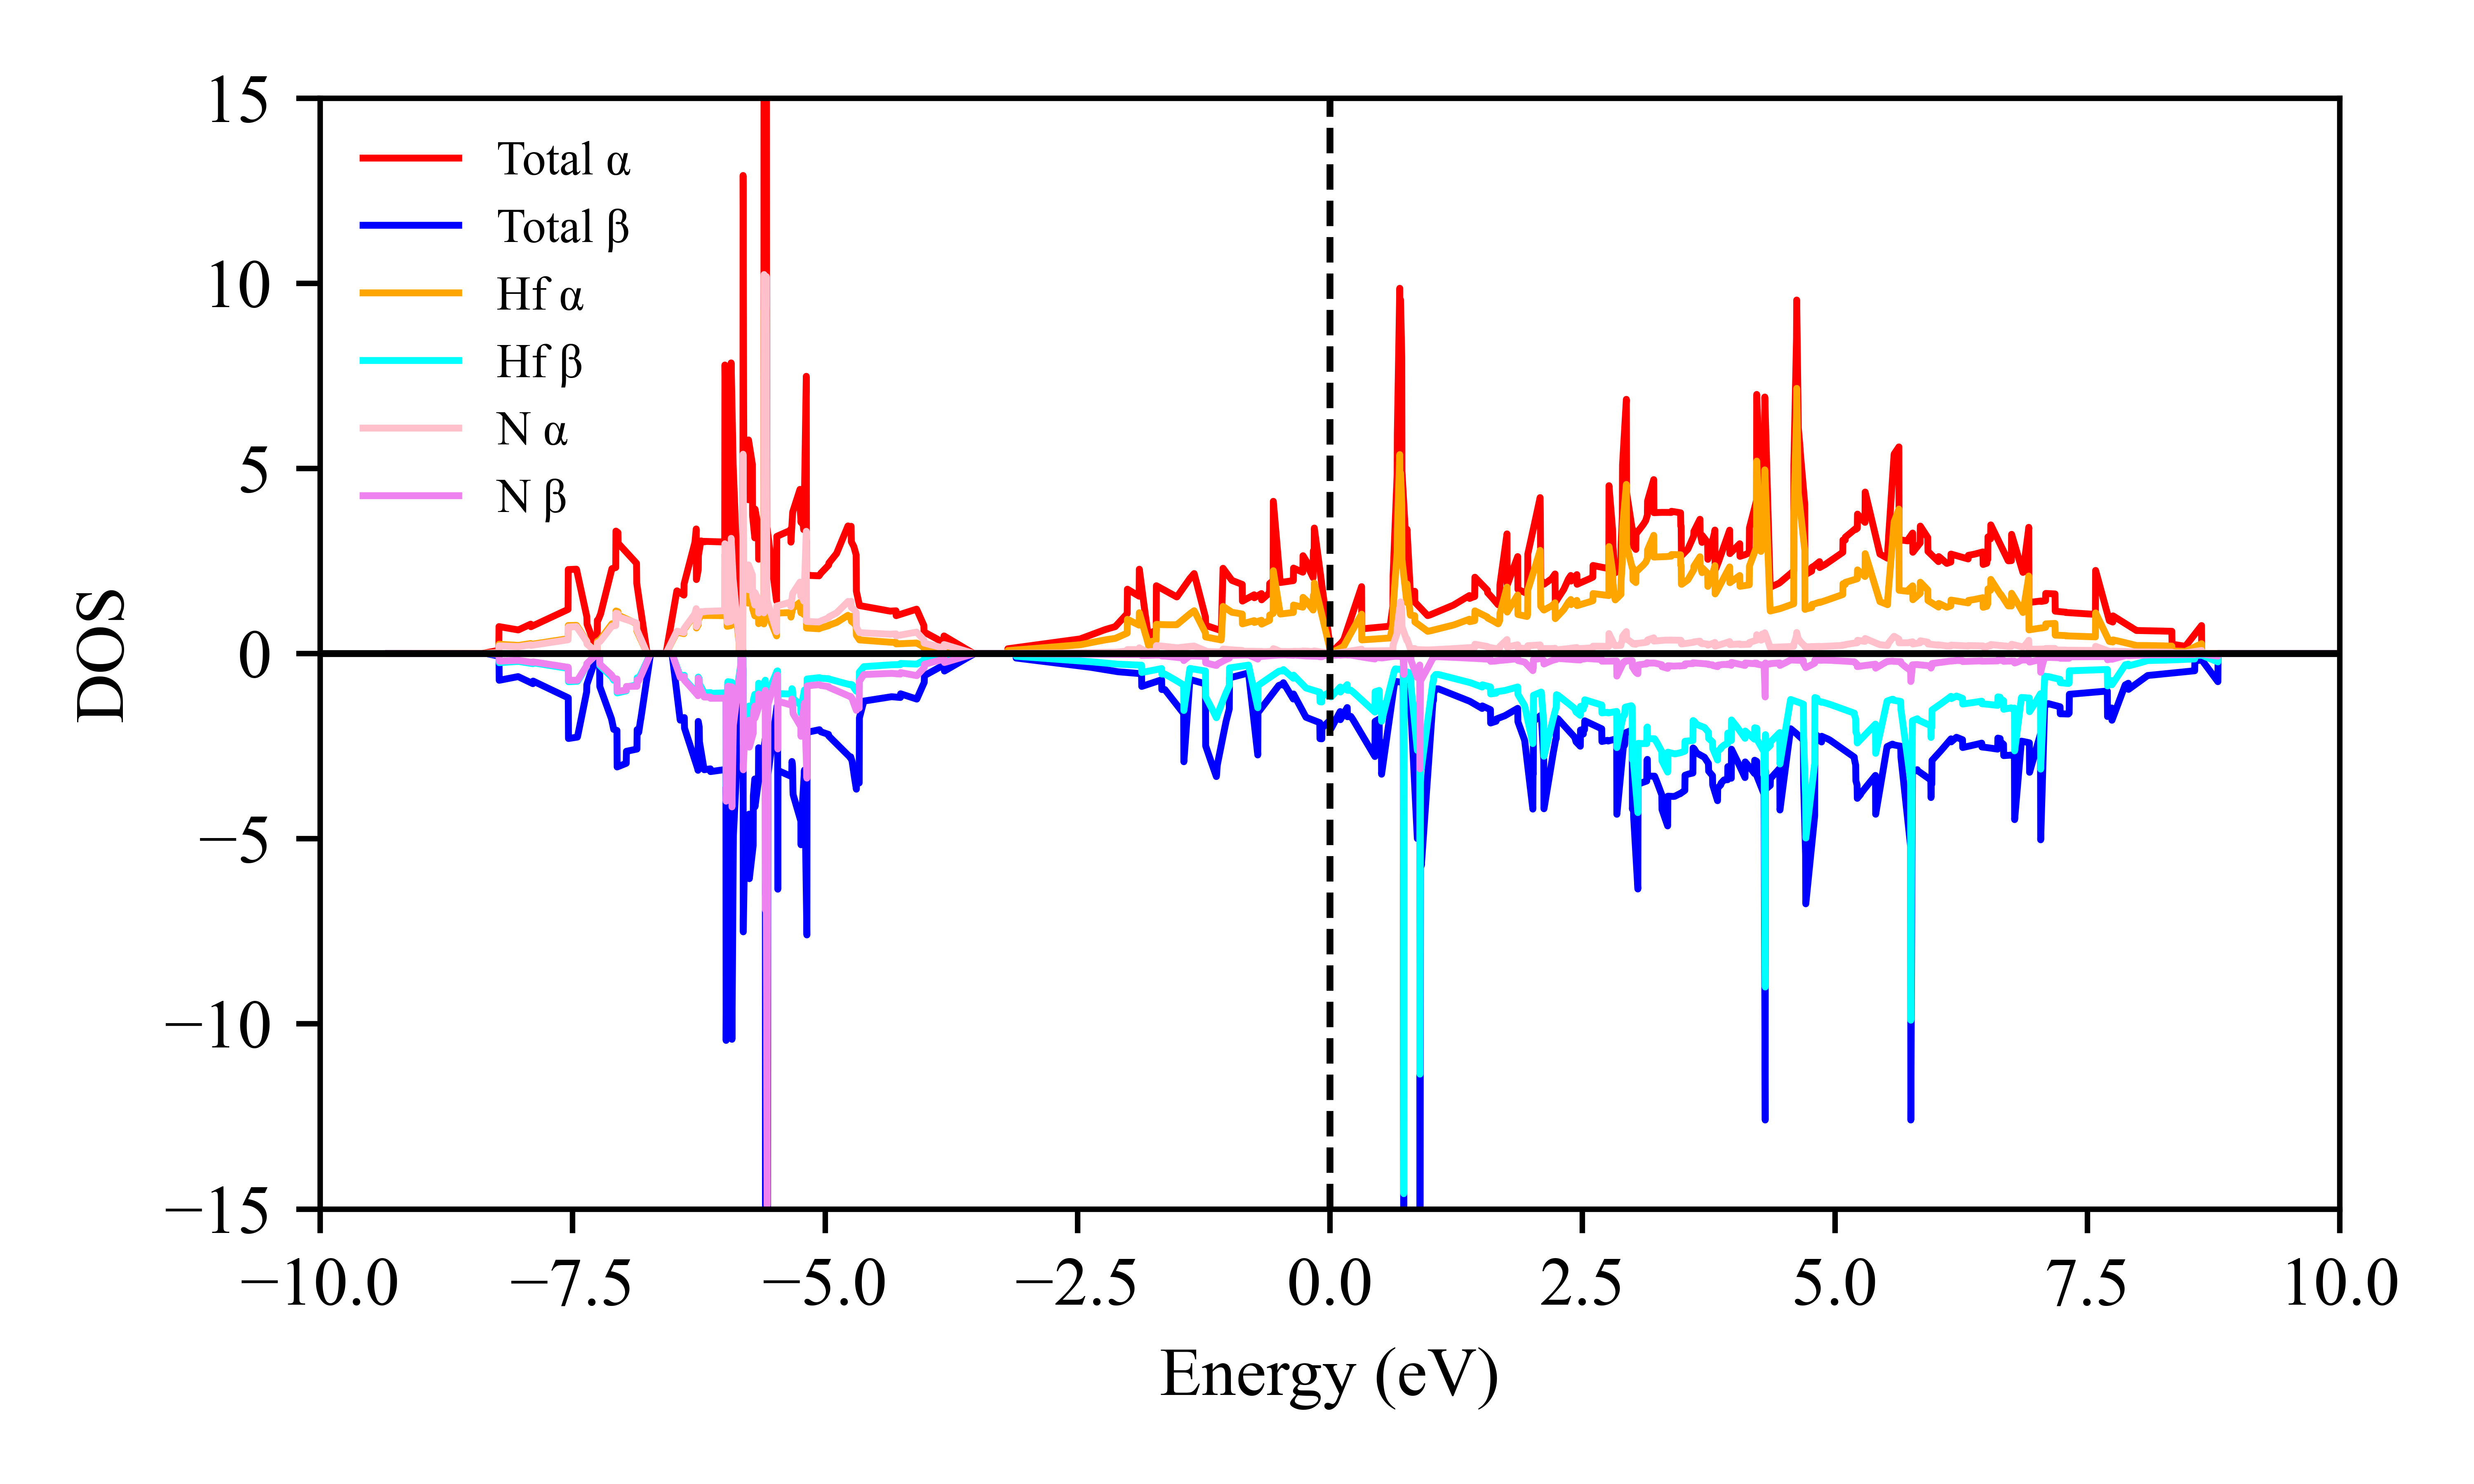 15
10
5
0
−5
−10
−15
DOS
Total α
Total β
Hf α
Hf β
N α
N β
−10.0 −7.5 −5.0 −2.5 0.0 2.5 5.0 7.5 10.0
Energy (eV)